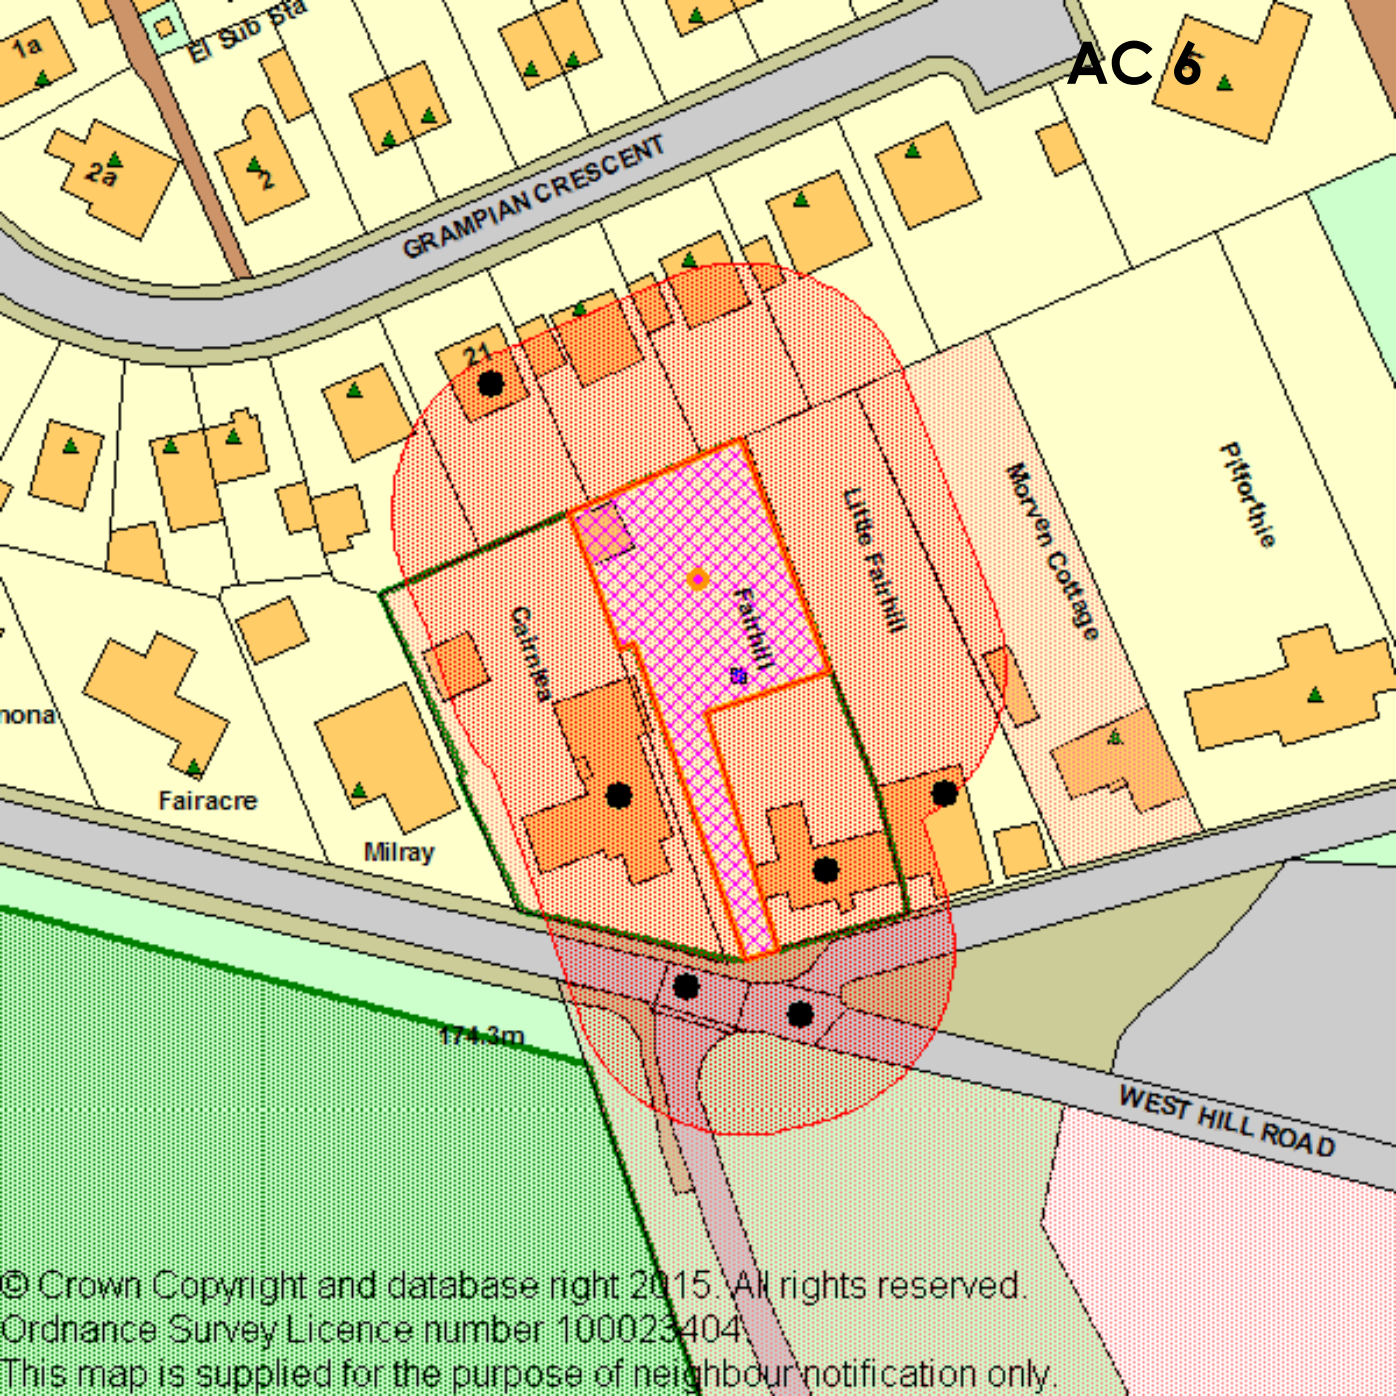 1a
El Sub Sta
AC 6
2a
2
GRAMPIAN CRESCENT
21
Pitforthie
Morven Cottage
Little Fairhill
Fairhill
Cairnlea
nona
Fairacre
Milray
174.3m
WEST HILL ROAD
© Crown Copyright and database right 2015. All rights reserved.
Ordnance Survey Licence number 100023404.
This map is supplied for the purpose of neighbour notification only.